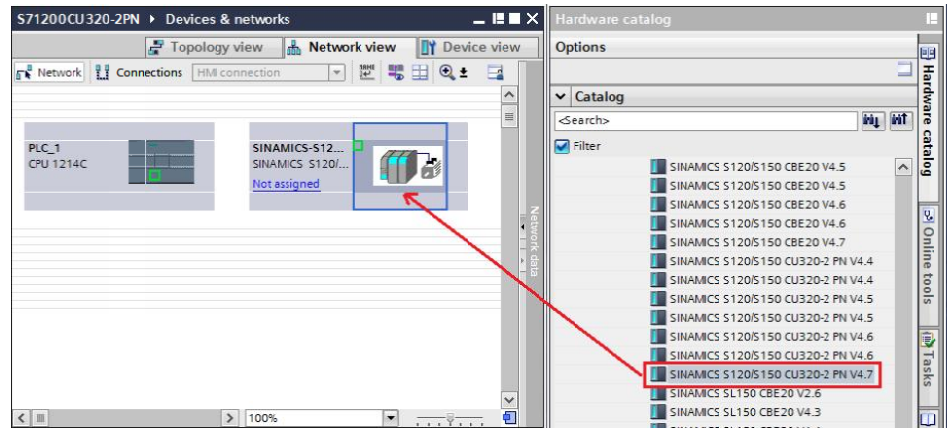 S71200CU320-2PN ▸ Devices & networks
Topology view
Network view
Device view
Network
Connections
HMI connection
PLC_1
CPU 1214C
SINAMICS-S12...
SINAMICS S120/...
Not assigned
Network data
100%
Hardware catalog
Options
Catalog
<Search>
Filter
SINAMICS S120/S150 CBE20 V4.5
SINAMICS S120/S150 CBE20 V4.5
SINAMICS S120/S150 CBE20 V4.6
SINAMICS S120/S150 CBE20 V4.6
SINAMICS S120/S150 CBE20 V4.7
SINAMICS S120/S150 CU320-2 PN V4.4
SINAMICS S120/S150 CU320-2 PN V4.4
SINAMICS S120/S150 CU320-2 PN V4.5
SINAMICS S120/S150 CU320-2 PN V4.5
SINAMICS S120/S150 CU320-2 PN V4.6
SINAMICS S120/S150 CU320-2 PN V4.6
SINAMICS S120/S150 CU320-2 PN V4.7
SINAMICS SL150 CBE20 V2.6
SINAMICS SL150 CBE20 V4.3
Hardware catalog
Online tools
Tasks